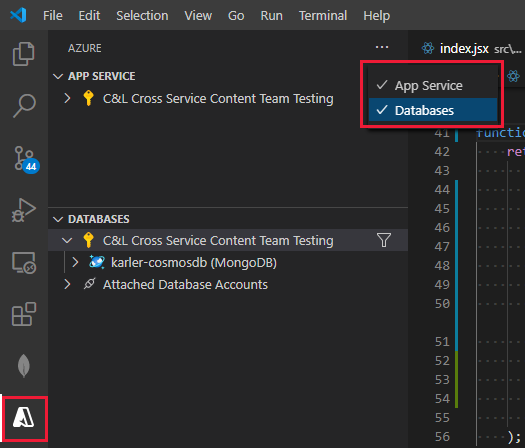 File Edit Selection View Go Run Terminal Help
AZURE
index.jsx src\...
APP SERVICE
C&L Cross Service Content Team Testing
App Service
Databases
41 functio
42 ret
43
44
45
46
47
48
49
50
51
52
53
54
55
56 );
44
DATABASES
C&L Cross Service Content Team Testing
karler-cosmosdb (MongoDB)
Attached Database Accounts